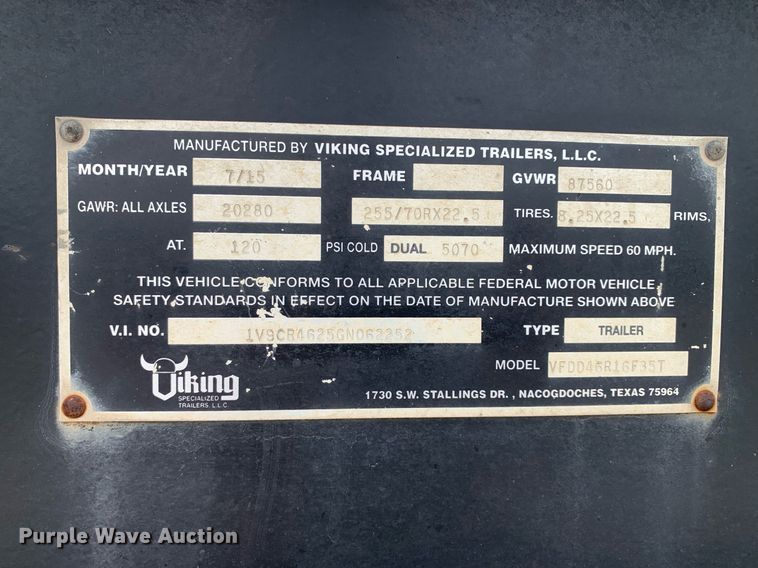 MANUFACTURED BY VIKING SPECIALIZED TRAILERS, L.L.C.
MONTH/YEAR 7/15 FRAME GVWR 87560
GAWR: ALL AXLES 20280 255/70RX22.5 TIRES. 8.25X22.5 RIMS,
AT. 120 PSI COLD DUAL 5070 MAXIMUM SPEED 60 MPH.
THIS VEHICLE CONFORMS TO ALL APPLICABLE FEDERAL MOTOR VEHICLE
SAFETY STANDARDS IN EFFECT ON THE DATE OF MANUFACTURE SHOWN ABOVE
V.I. NO. 1V9CR4625GN063352 TYPE TRAILER
MODEL VFDD46R16F35T
Viking
SPECIALIZED
TRAILERS, L.L.C.
1730 S.W. STALLINGS DR. , NACOGDOCHES, TEXAS 75964
Purple Wave Auction